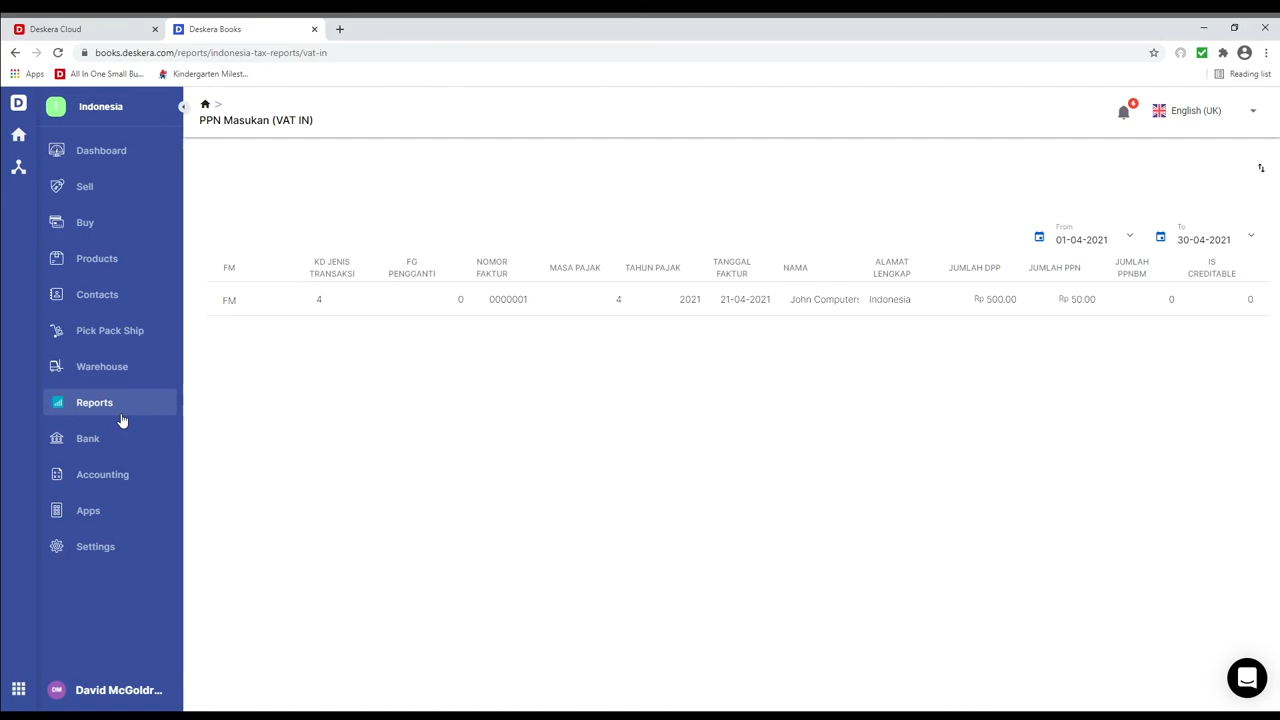 Deskera Cloud
Deskera Books
books.deskera.com/reports/indonesia-tax-reports/vat-in
Apps
All In One Small Bu...
Kindergarten Milest...
Reading list
D
Indonesia
>
PPN Masukan (VAT IN)
6
English (UK)
Dashboard
Sell
Buy
Products
Contacts
Pick Pack Ship
Warehouse
Reports
Bank
Accounting
Apps
Settings
DM David McGoldr...
From
01-04-2021
To
30-04-2021
FM KD JENIS TRANSAKSI FG PENGGANTI NOMOR FAKTUR MASA PAJAK TAHUN PAJAK TANGGAL FAKTUR NAMA ALAMAT LENGKAP JUMLAH DPP JUMLAH PPN JUMLAH PPNBM IS CREDITABLE
FM 4 0 0000001 4 2021 21-04-2021 John Computers Indonesia Rp 500.00 Rp 50.00 0 0